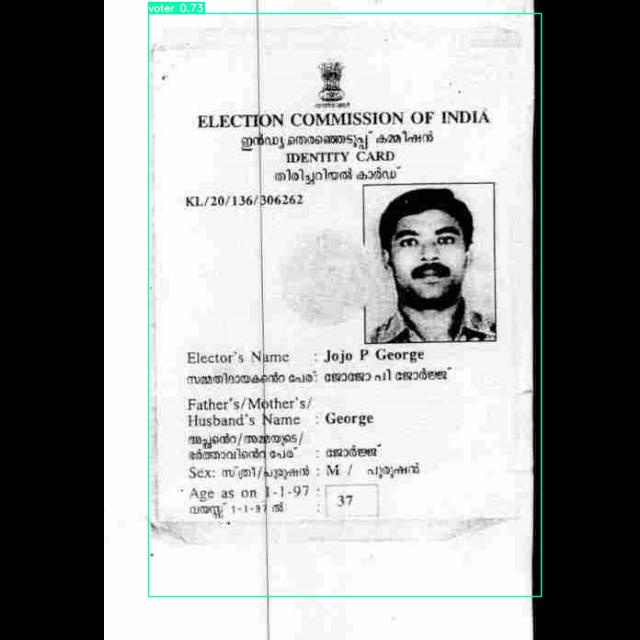 voter 0.73
ELECTION COMMISSION OF INDIA
ഇൻഡ്യ തെരഞ്ഞെടുപ്പ് കമ്മീഷൻ
IDENTITY CARD
തിരിച്ചറിയൽ കാർഡ്
KL/20/136/306262
Elector's Name : Jojo P George
സമ്മതിദായകന്റെ പേര് : ജോജോ പി ജോർജ്ജ്
Father's/Mother's/
Husband's Name : George
അച്ഛന്റെ/അമ്മയുടെ/
ഭർത്താവിന്റെ പേര് : ജോർജ്ജ്
Sex: സ്ത്രീ/പുരുഷൻ : M / പുരുഷൻ
Age as on 1-1-97 : 37
വയസ്സ് 1-1-97 ൽ :